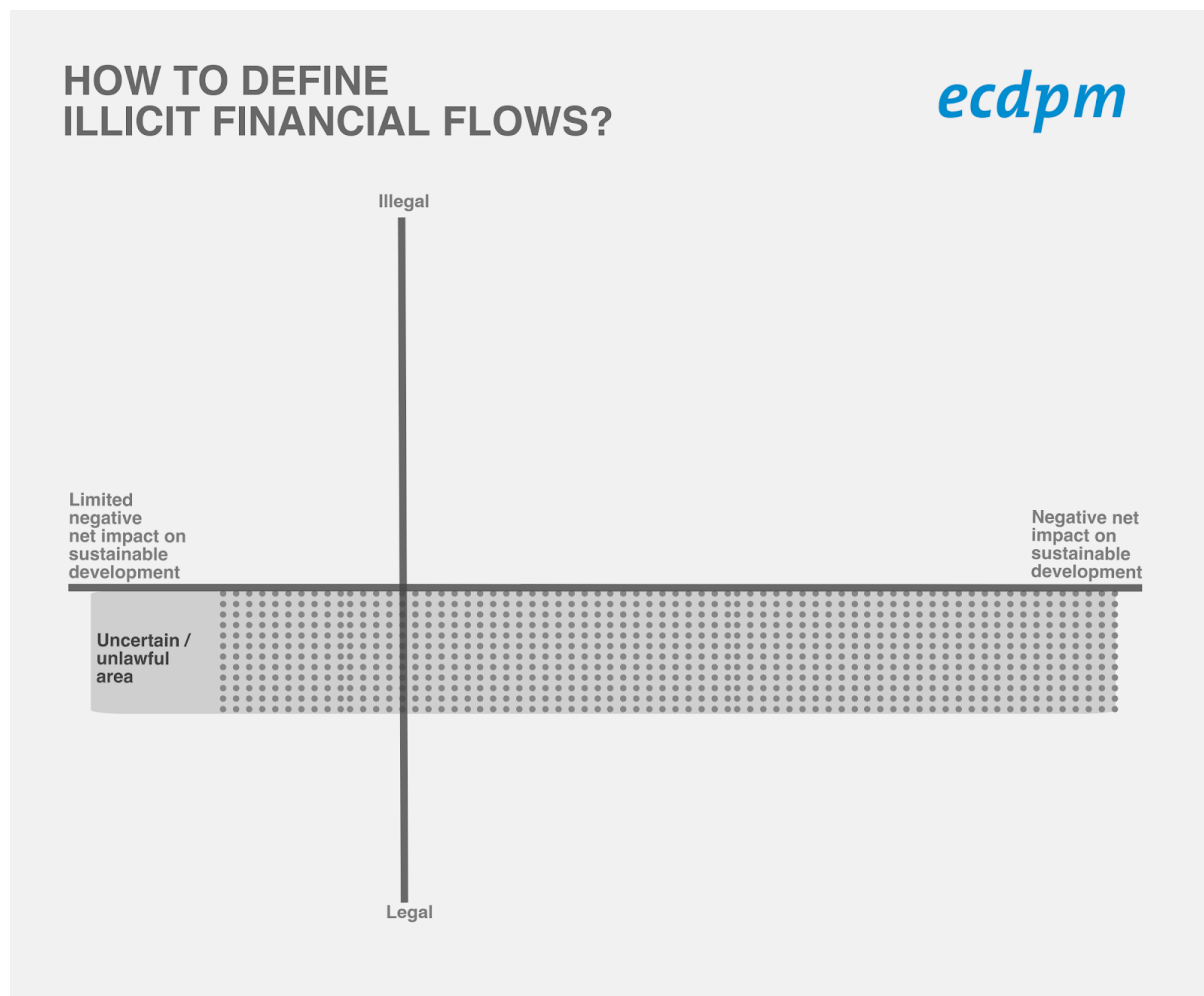 HOW TO DEFINE
ILLICIT FINANCIAL FLOWS?
ecdpm
Illegal
Limited
negative
net impact on
sustainable
development
Negative net
impact on
sustainable
development
Uncertain /
unlawful
area
Legal